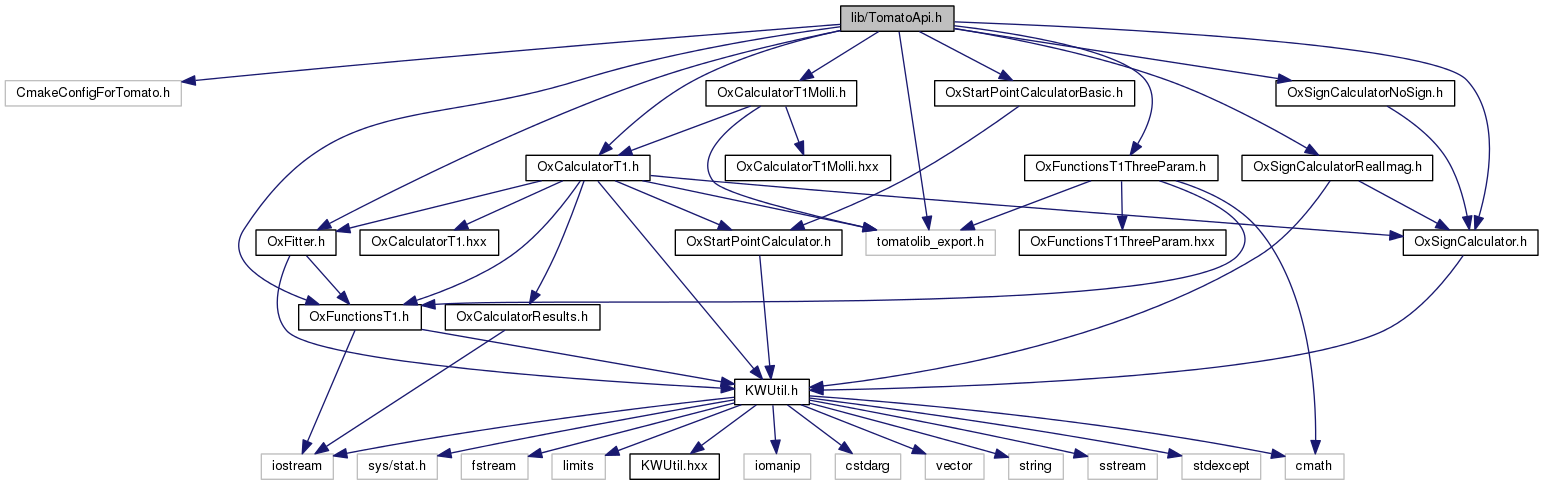 lib/TomatoApi.h
CmakeConfigForTomato.h
OxCalculatorT1Molli.h
OxStartPointCalculatorBasic.h
OxSignCalculatorNoSign.h
OxCalculatorT1.h
OxCalculatorT1Molli.hxx
OxFunctionsT1ThreeParam.h
OxSignCalculatorRealImag.h
OxFitter.h
OxCalculatorT1.hxx
OxStartPointCalculator.h
tomatolib_export.h
OxFunctionsT1ThreeParam.hxx
OxSignCalculator.h
OxFunctionsT1.h
OxCalculatorResults.h
KWUtil.h
iostream
sys/stat.h
fstream
limits
KWUtil.hxx
iomanip
cstdarg
vector
string
sstream
stdexcept
cmath